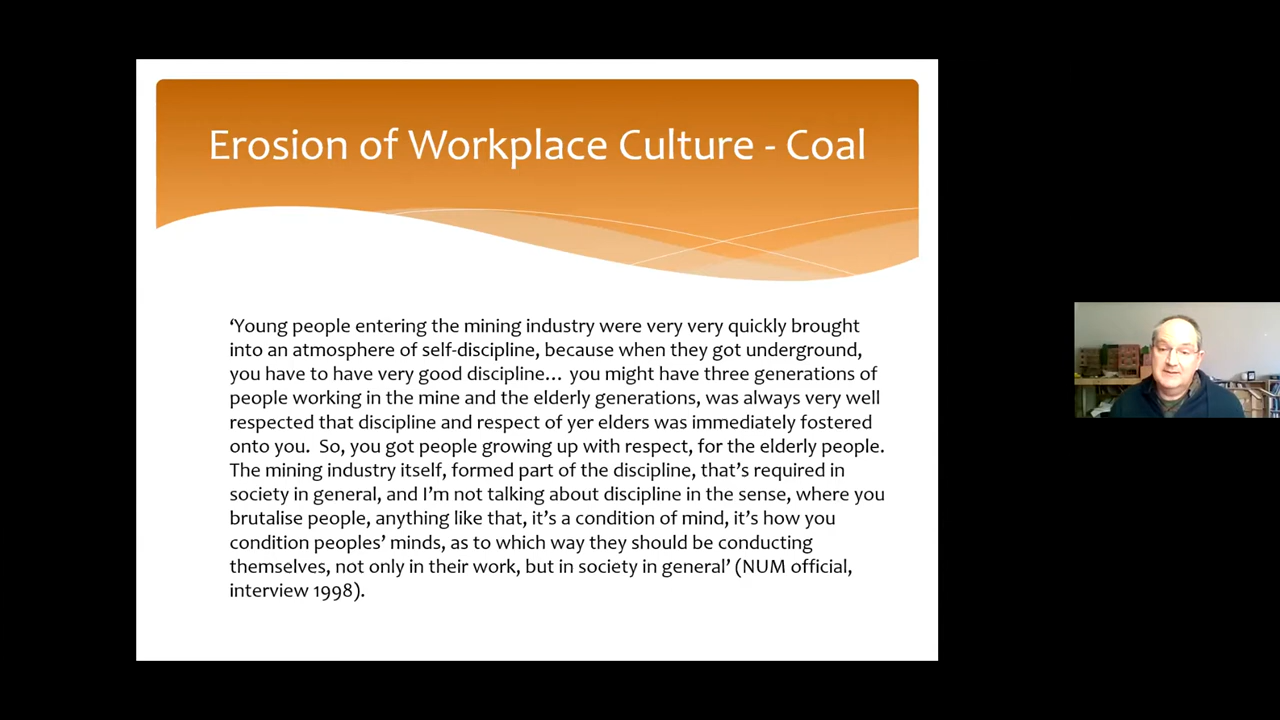 Erosion of Workplace Culture - Coal
‘Young people entering the mining industry were very very quickly brought
into an atmosphere of self-discipline, because when they got underground,
you have to have very good discipline… you might have three generations of
people working in the mine and the elderly generations, was always very well
respected that discipline and respect of yer elders was immediately fostered
onto you. So, you got people growing up with respect, for the elderly people.
The mining industry itself, formed part of the discipline, that’s required in
society in general, and I’m not talking about discipline in the sense, where you
brutalise people, anything like that, it’s a condition of mind, it’s how you
condition peoples’ minds, as to which way they should be conducting
themselves, not only in their work, but in society in general’ (NUM official,
interview 1998).